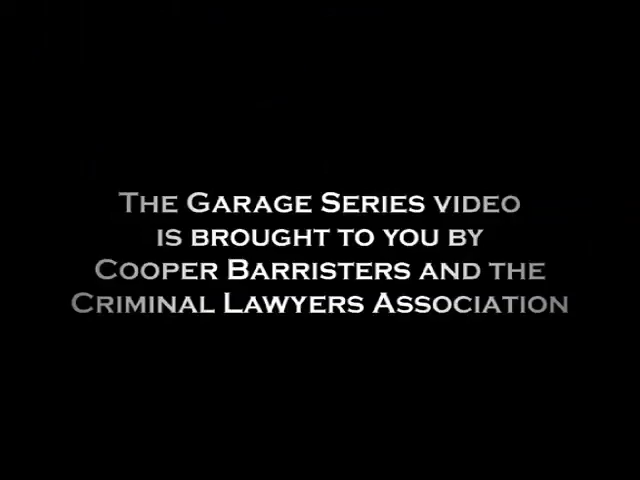 The Garage Series video
is brought to you by
Cooper Barristers and the
Criminal Lawyers Association